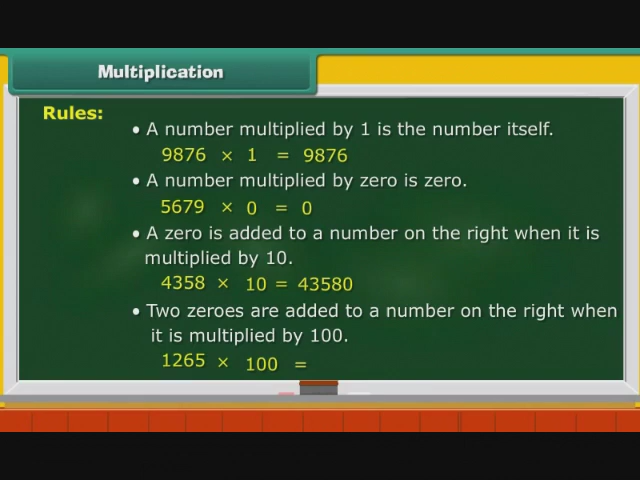 Multiplication
Rules:
• A number multiplied by 1 is the number itself.
9876 × 1 = 9876
• A number multiplied by zero is zero.
5679 × 0 = 0
• A zero is added to a number on the right when it is
multiplied by 10.
4358 × 10 = 43580
• Two zeroes are added to a number on the right when
it is multiplied by 100.
1265 × 100 =